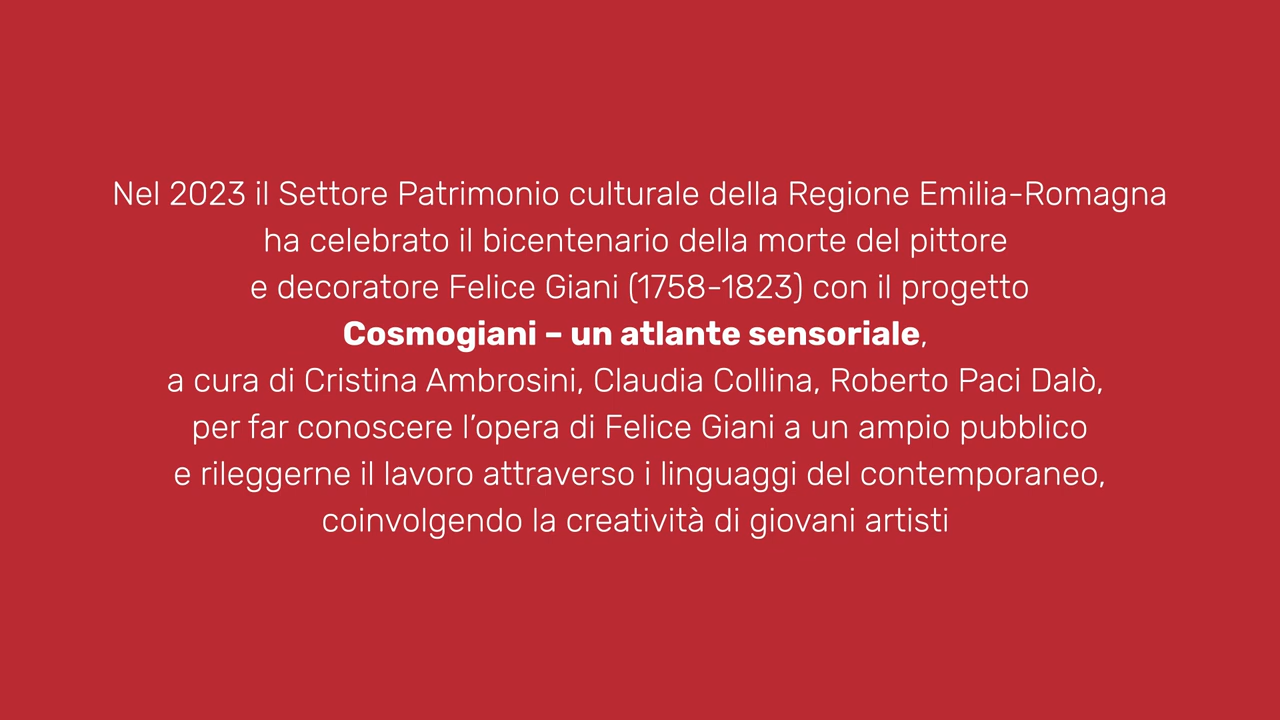 Nel 2023 il Settore Patrimonio culturale della Regione Emilia-Romagna
ha celebrato il bicentenario della morte del pittore
e decoratore Felice Giani (1758-1823) con il progetto
Cosmogiani – un atlante sensoriale,
a cura di Cristina Ambrosini, Claudia Collina, Roberto Paci Dalò,
per far conoscere l’opera di Felice Giani a un ampio pubblico
e rileggerne il lavoro attraverso i linguaggi del contemporaneo,
coinvolgendo la creatività di giovani artisti